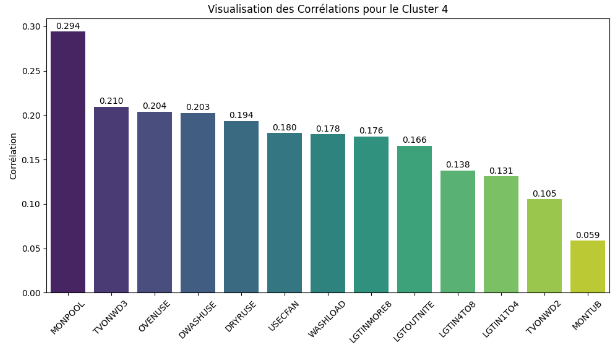 Visualisation des Corrélations pour le Cluster 4
Corrélation
0.30
0.25
0.20
0.15
0.10
0.05
0.00
0.294
0.210
0.204
0.203
0.194
0.180
0.178
0.176
0.166
0.138
0.131
0.105
0.059
MONPOOL
TVONWD3
OVENUSE
DWASHUSE
DRYRUSE
USECFAN
WASHLOAD
LGTINMORE8
LGTOUTNITE
LGTIN4TO8
LGTIN1TO4
TVONWD2
MONTUB